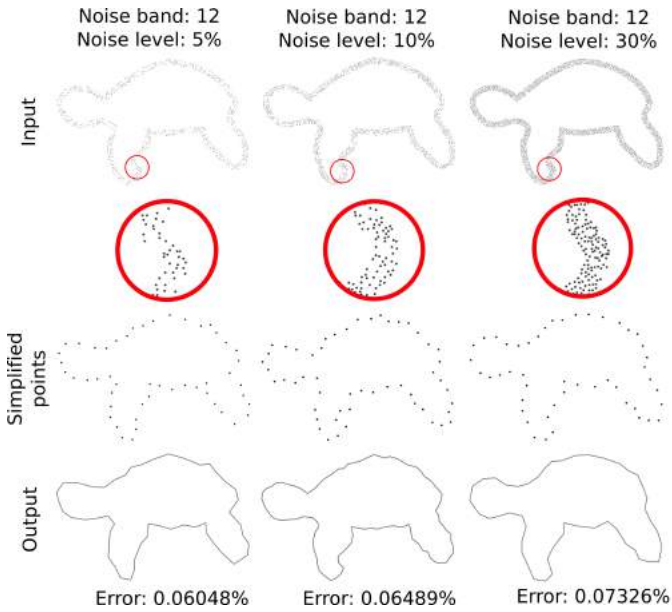 Noise band: 12
Noise level: 5%
Noise band: 12
Noise level: 10%
Noise band: 12
Noise level: 30%
Input
Simplified
points
Output
Error: 0.06048%
Error: 0.06489%
Error: 0.07326%